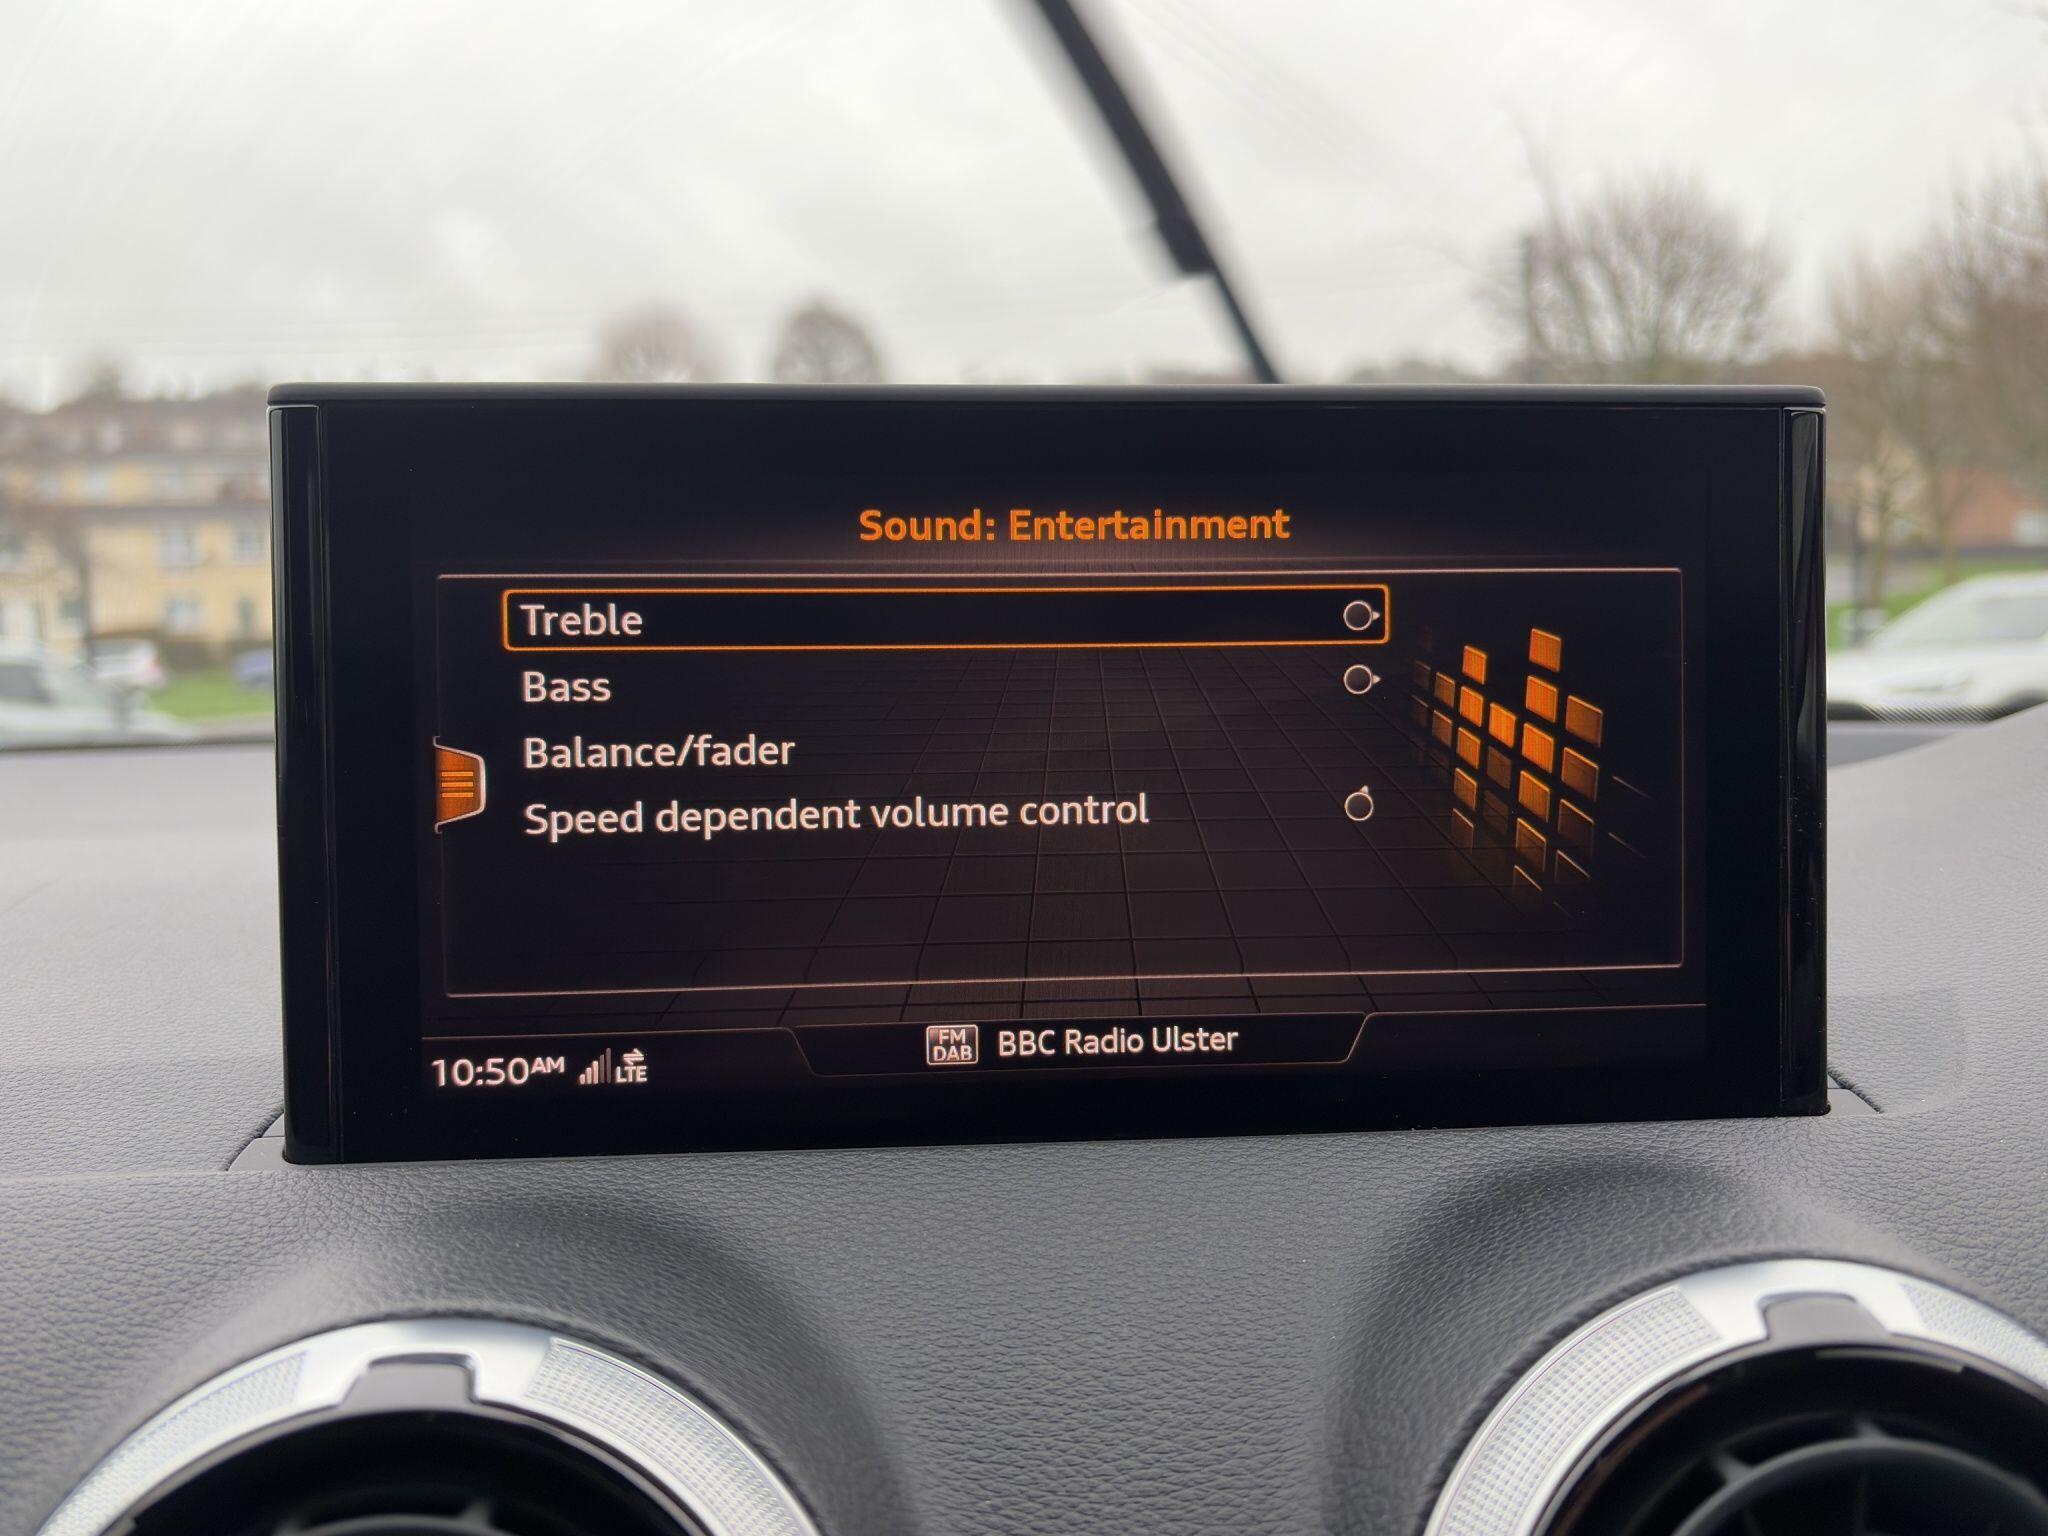 Sound: Entertainment
Treble
Bass
Balance/fader
Speed dependent volume control
FM
DAB
BBC Radio Ulster
10:50AM
LTE